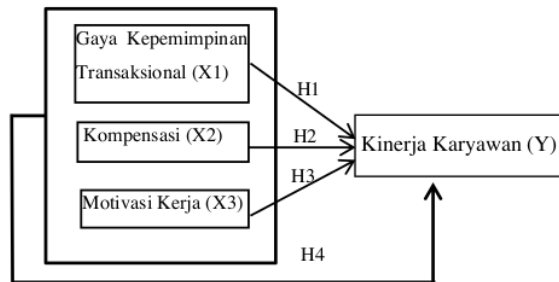 Gaya Kepemimpinan
Transaksional (X1)
H1
Kompensasi (X2)
H2
Kinerja Karyawan (Y)
H3
Motivasi Kerja (X3)
H4